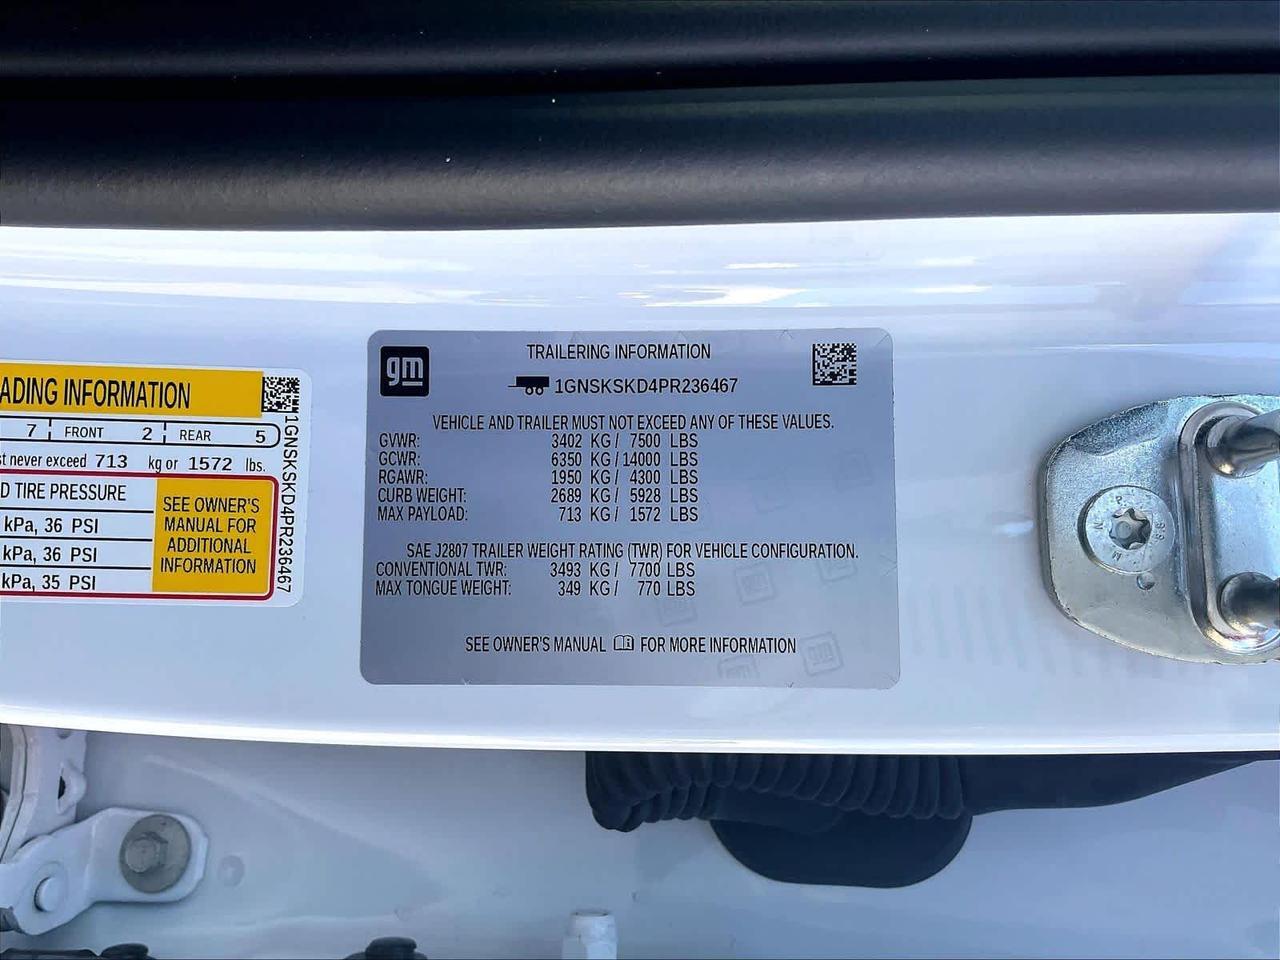 ADING INFORMATION
7 FRONT 2 REAR 5
never exceed 713 kg or 1572 lbs.
TIRE PRESSURE
kPa, 36 PSI
kPa, 36 PSI
kPa, 35 PSI
SEE OWNER'S
MANUAL FOR
ADDITIONAL
INFORMATION
1GNSKSKD4PR236467
gm
TRAILERING INFORMATION
1GNSKSKD4PR236467
VEHICLE AND TRAILER MUST NOT EXCEED ANY OF THESE VALUES.
GVWR: 3402 KG/ 7500 LBS
GCWR: 6350 KG/14000 LBS
RGAWR: 1950 KG/ 4300 LBS
CURB WEIGHT: 2689 KG/ 5928 LBS
MAX PAYLOAD: 713 KG/ 1572 LBS
SAE J2807 TRAILER WEIGHT RATING (TWR) FOR VEHICLE CONFIGURATION.
CONVENTIONAL TWR: 3493 KG/ 7700 LBS
MAX TONGUE WEIGHT: 349 KG/ 770 LBS
SEE OWNER'S MANUAL FOR MORE INFORMATION